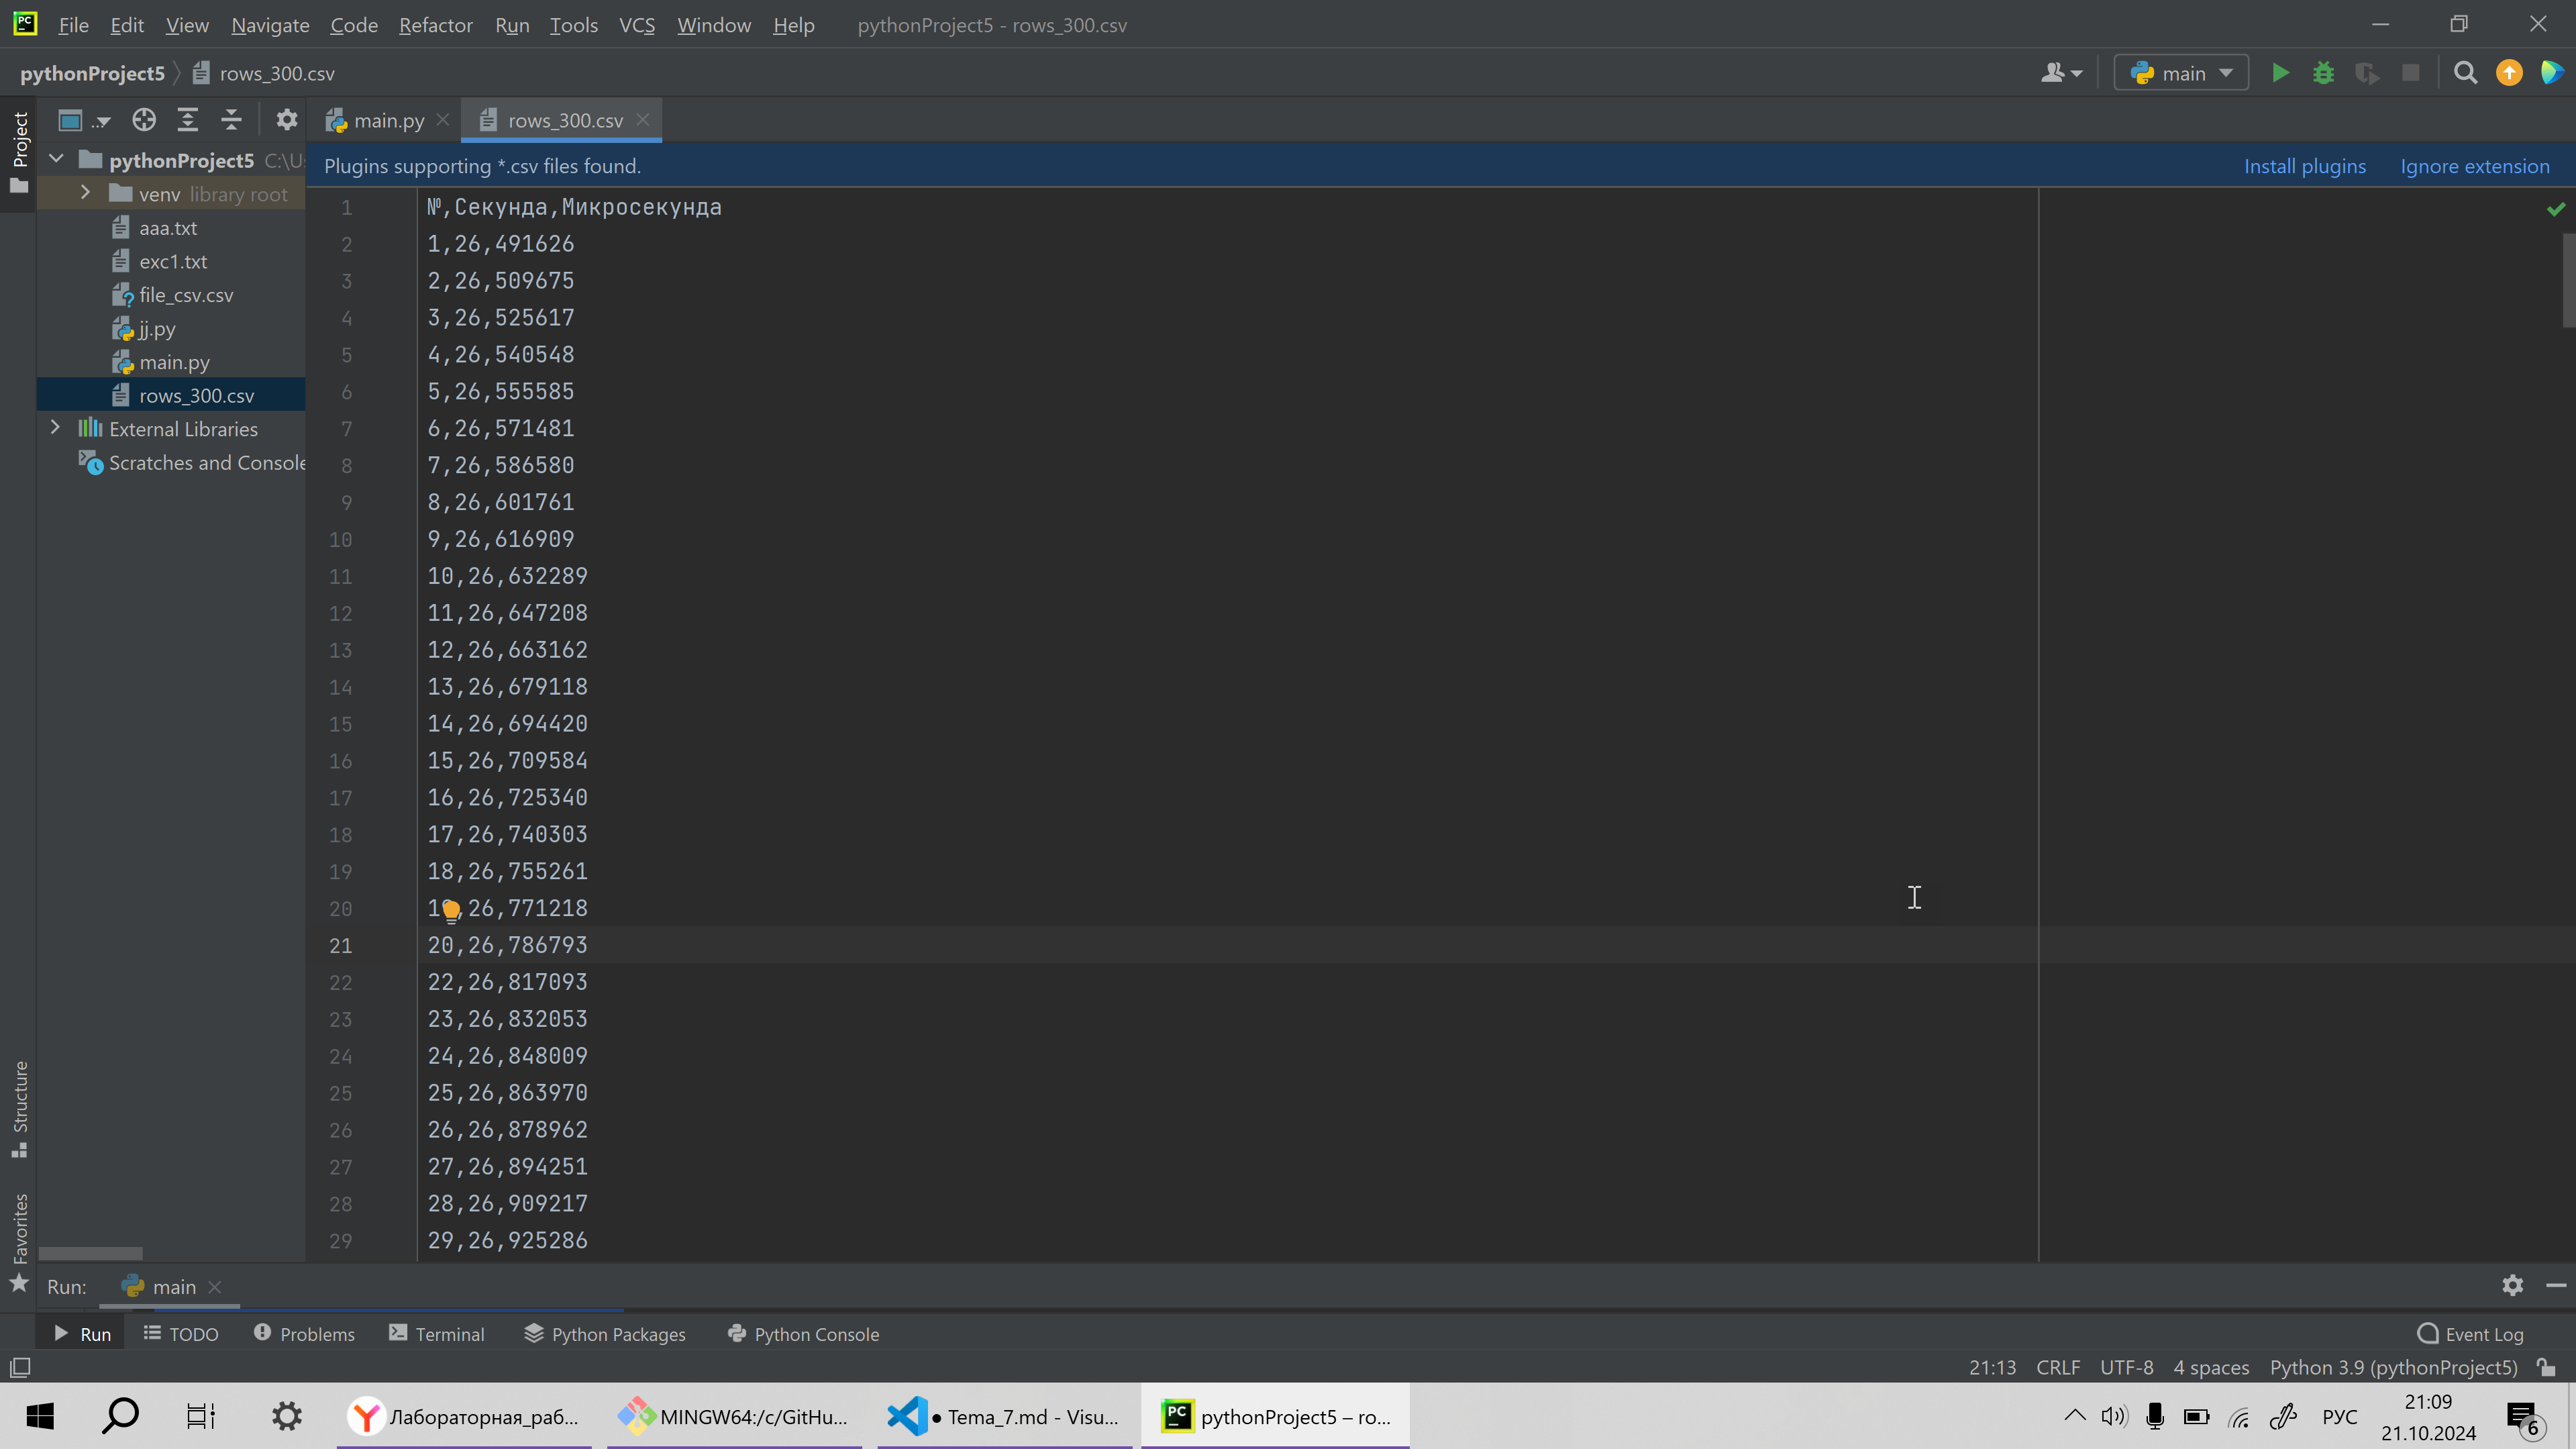 PC File Edit View Navigate Code Refactor Run Tools VCS Window Help pythonProject5 - rows_300.csv
pythonProject5 rows_300.csv main
Project
... main.py rows_300.csv
pythonProject5 C:\U
Plugins supporting *.csv files found. Install plugins Ignore extension
venv library root
aaa.txt
exc1.txt
file_csv.csv
jj.py
main.py
rows_300.csv
External Libraries
Scratches and Console
1 №,Секунда,Микросекунда
2 1,26,491626
3 2,26,509675
4 3,26,525617
5 4,26,540548
6 5,26,555585
7 6,26,571481
8 7,26,586580
9 8,26,601761
10 9,26,616909
11 10,26,632289
12 11,26,647208
13 12,26,663162
14 13,26,679118
15 14,26,694420
16 15,26,709584
17 16,26,725340
18 17,26,740303
19 18,26,755261
20 1 ,26,771218
21 20,26,786793
22 22,26,817093
23 23,26,832053
24 24,26,848009
25 25,26,863970
26 26,26,878962
27 27,26,894251
28 28,26,909217
29 29,26,925286
Structure
Favorites
Run: main
Run TODO Problems Terminal Python Packages Python Console Event Log
21:13 CRLF UTF-8 4 spaces Python 3.9 (pythonProject5)
Лабораторная_раб... MINGW64:/c/GitHu... ● Tema_7.md - Visu... PC pythonProject5 – ro... РУС 21:09 6
21.10.2024